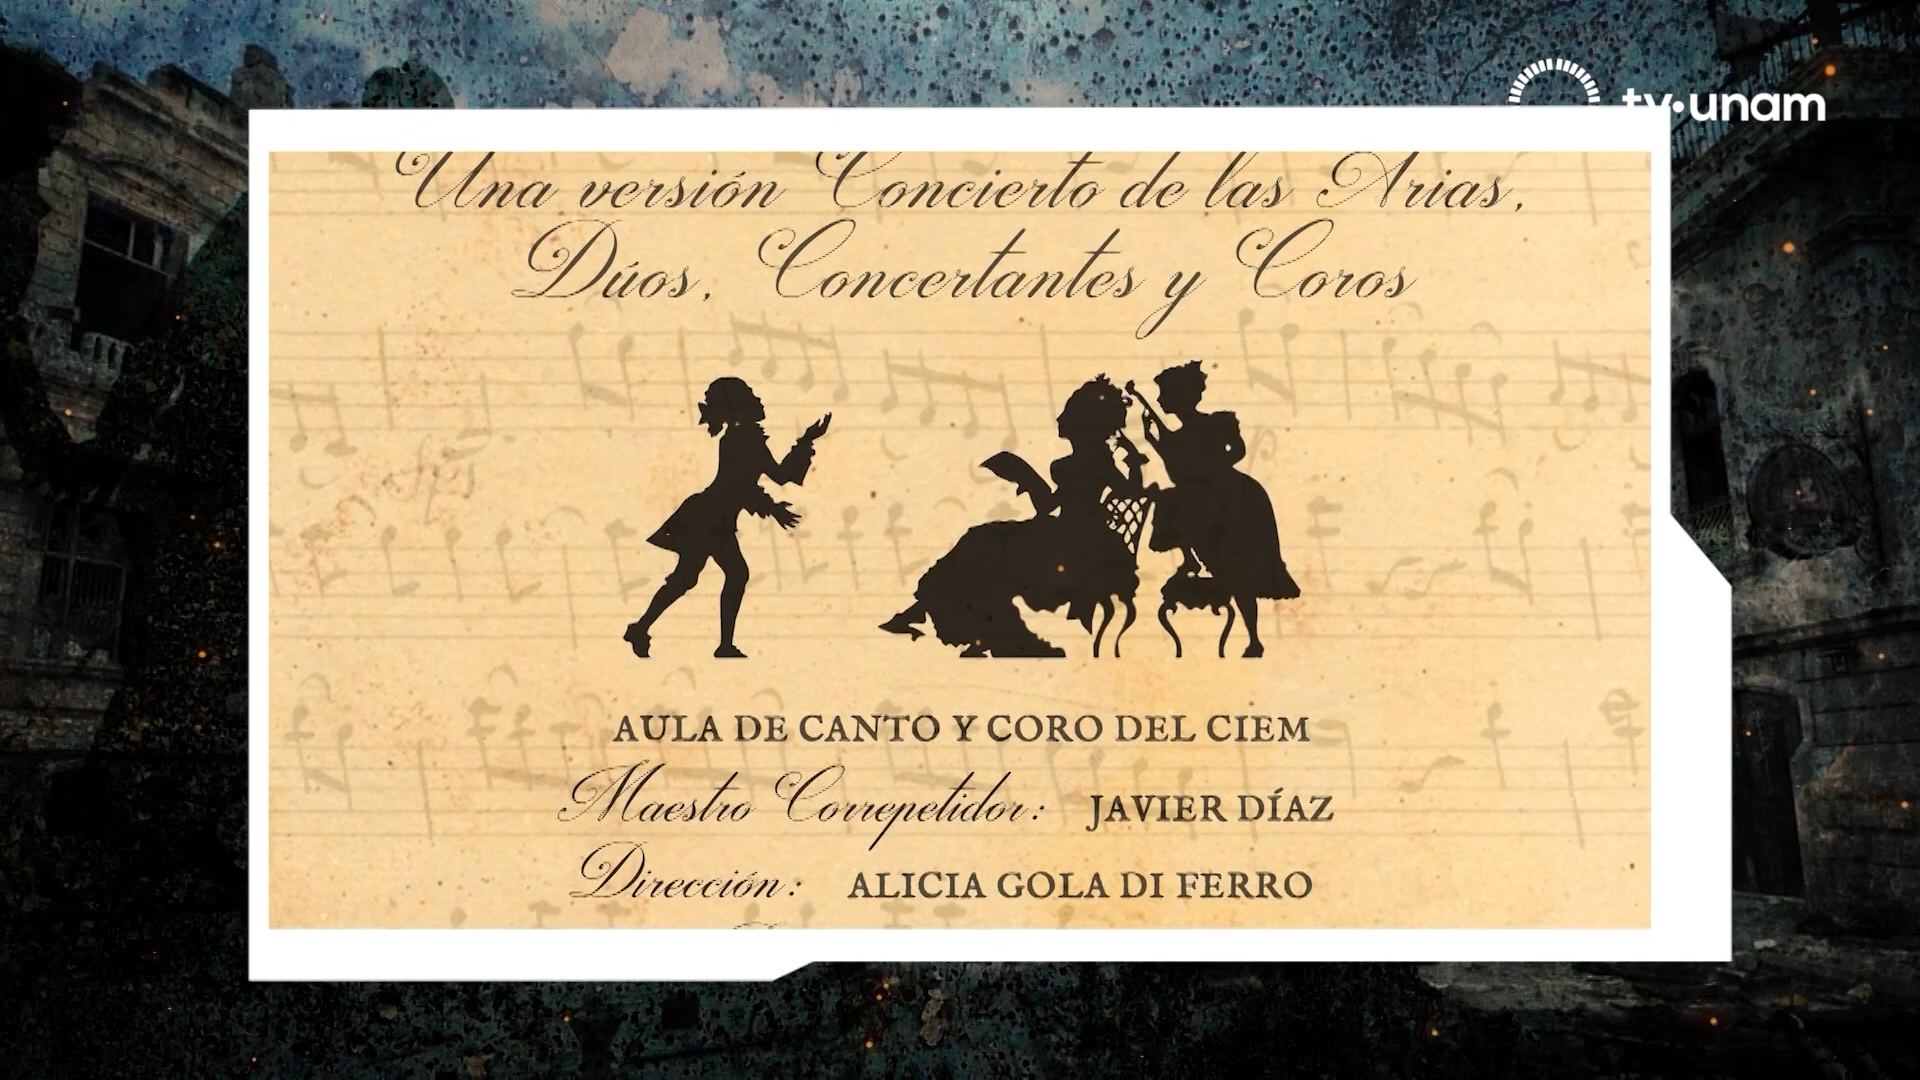 tv·unam
Una versión Concierto de las Arias,
Dúos, Concertantes y Coros
AULA DE CANTO Y CORO DEL CIEM
Maestro Correpetidor: JAVIER DÍAZ
Dirección: ALICIA GOLA DI FERRO